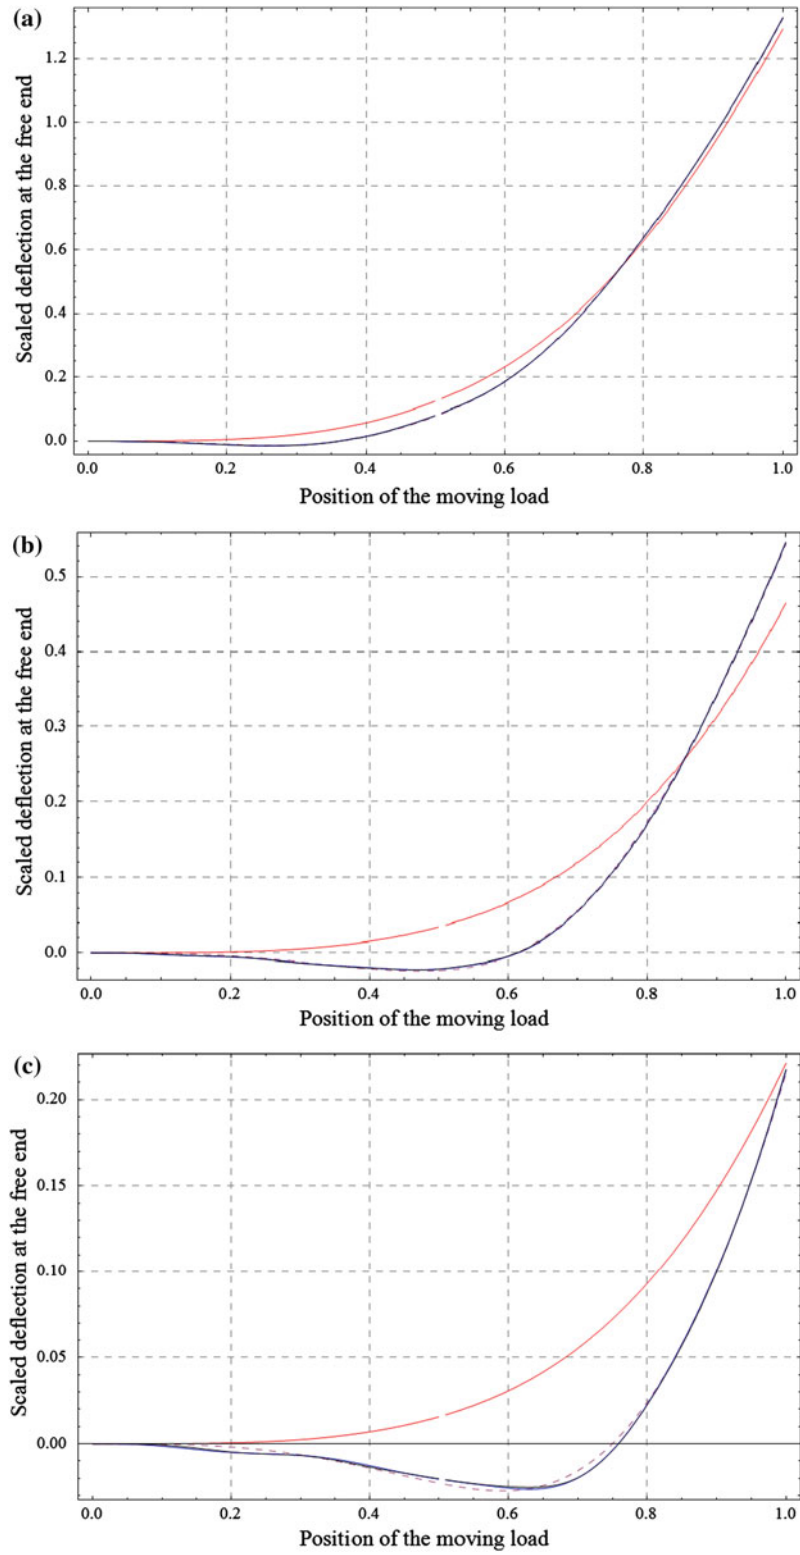 (a)
Scaled deflection at the free end
1.2
1.0
0.8
0.6
0.4
0.2
0.0
0.0 0.2 0.4 0.6 0.8 1.0
Position of the moving load
(b)
Scaled deflection at the free end
0.5
0.4
0.3
0.2
0.1
0.0
0.0 0.2 0.4 0.6 0.8 1.0
Position of the moving load
(c)
Scaled deflection at the free end
0.20
0.15
0.10
0.05
0.00
0.0 0.2 0.4 0.6 0.8 1.0
Position of the moving load